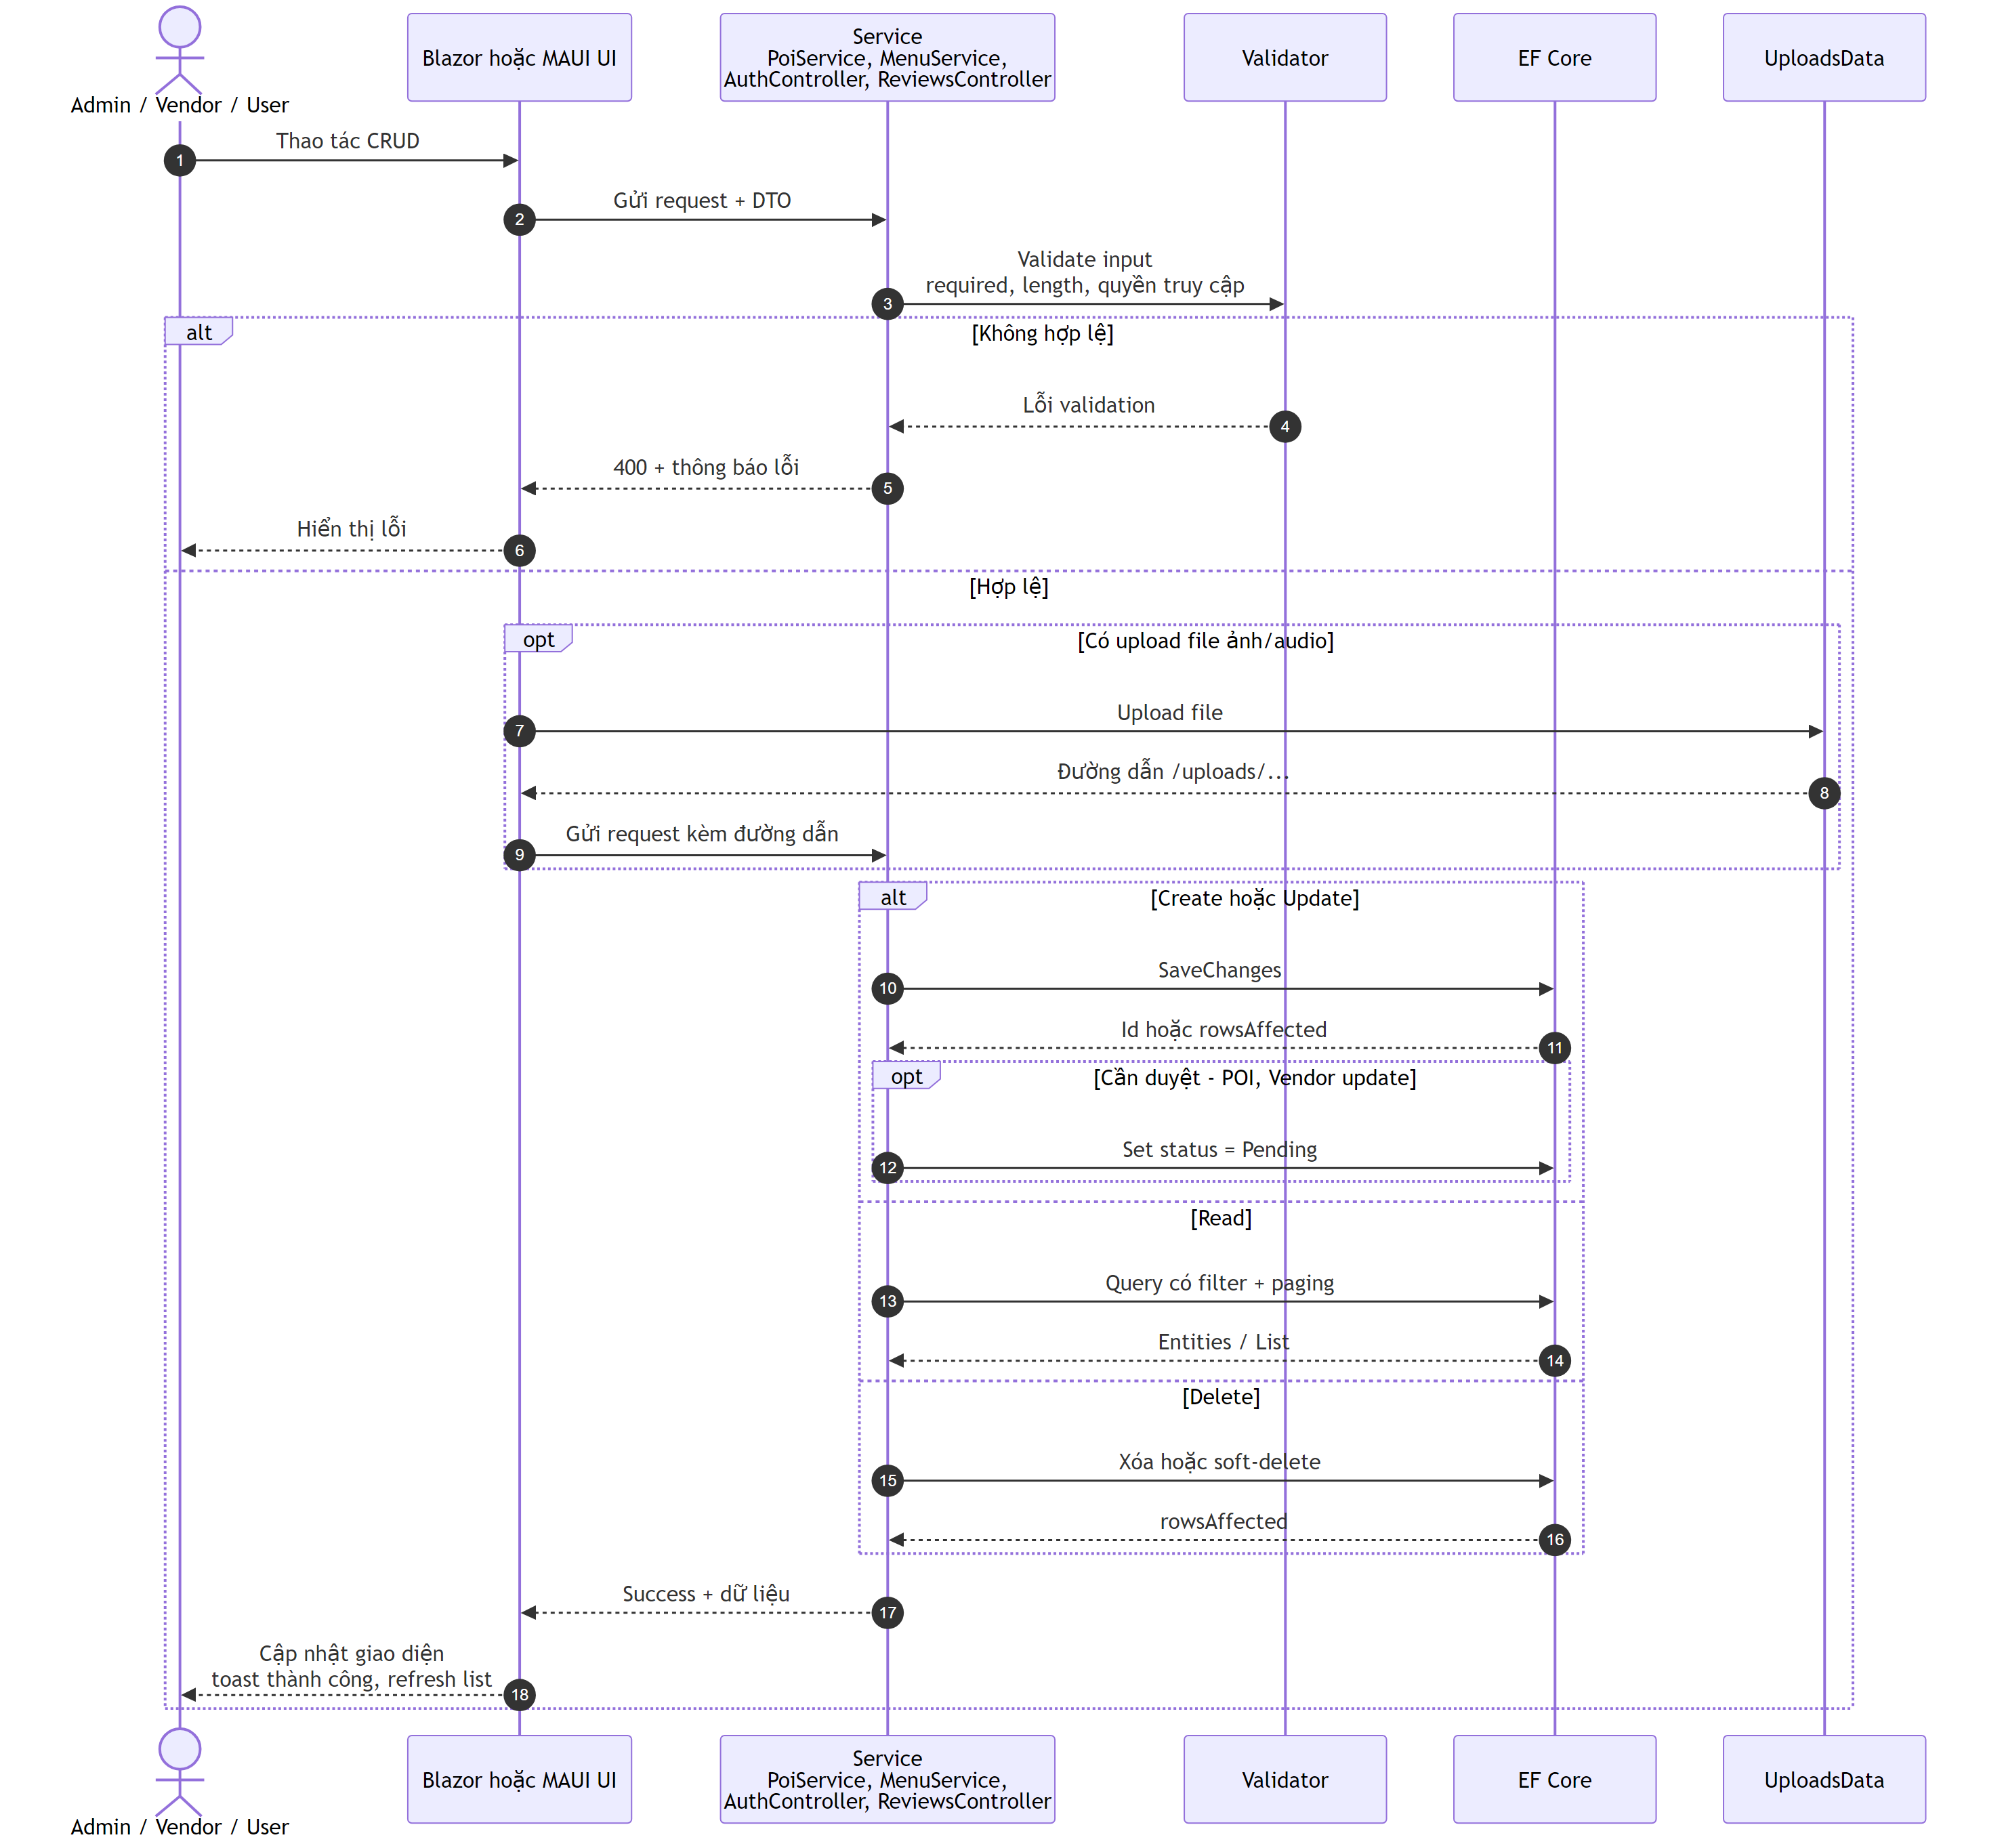 Admin / Vendor / User
Blazor hoặc MAUI UI
Service
PoiService, MenuService,
AuthController, ReviewsController
Validator
EF Core
UploadsData
Thao tác CRUD
1
Gửi request + DTO
2
Validate input
required, length, quyền truy cập
3
alt
[Không hợp lệ]
Lỗi validation
4
400 + thông báo lỗi
5
Hiển thị lỗi
6
[Hợp lệ]
opt
[Có upload file ảnh/audio]
Upload file
7
Đường dẫn /uploads/...
8
Gửi request kèm đường dẫn
9
alt
[Create hoặc Update]
SaveChanges
10
Id hoặc rowsAffected
11
opt
[Cần duyệt - POI, Vendor update]
Set status = Pending
12
[Read]
Query có filter + paging
13
Entities / List
14
[Delete]
Xóa hoặc soft-delete
15
rowsAffected
16
Success + dữ liệu
17
Cập nhật giao diện
toast thành công, refresh list
18
Admin / Vendor / User
Blazor hoặc MAUI UI
Service
PoiService, MenuService,
AuthController, ReviewsController
Validator
EF Core
UploadsData